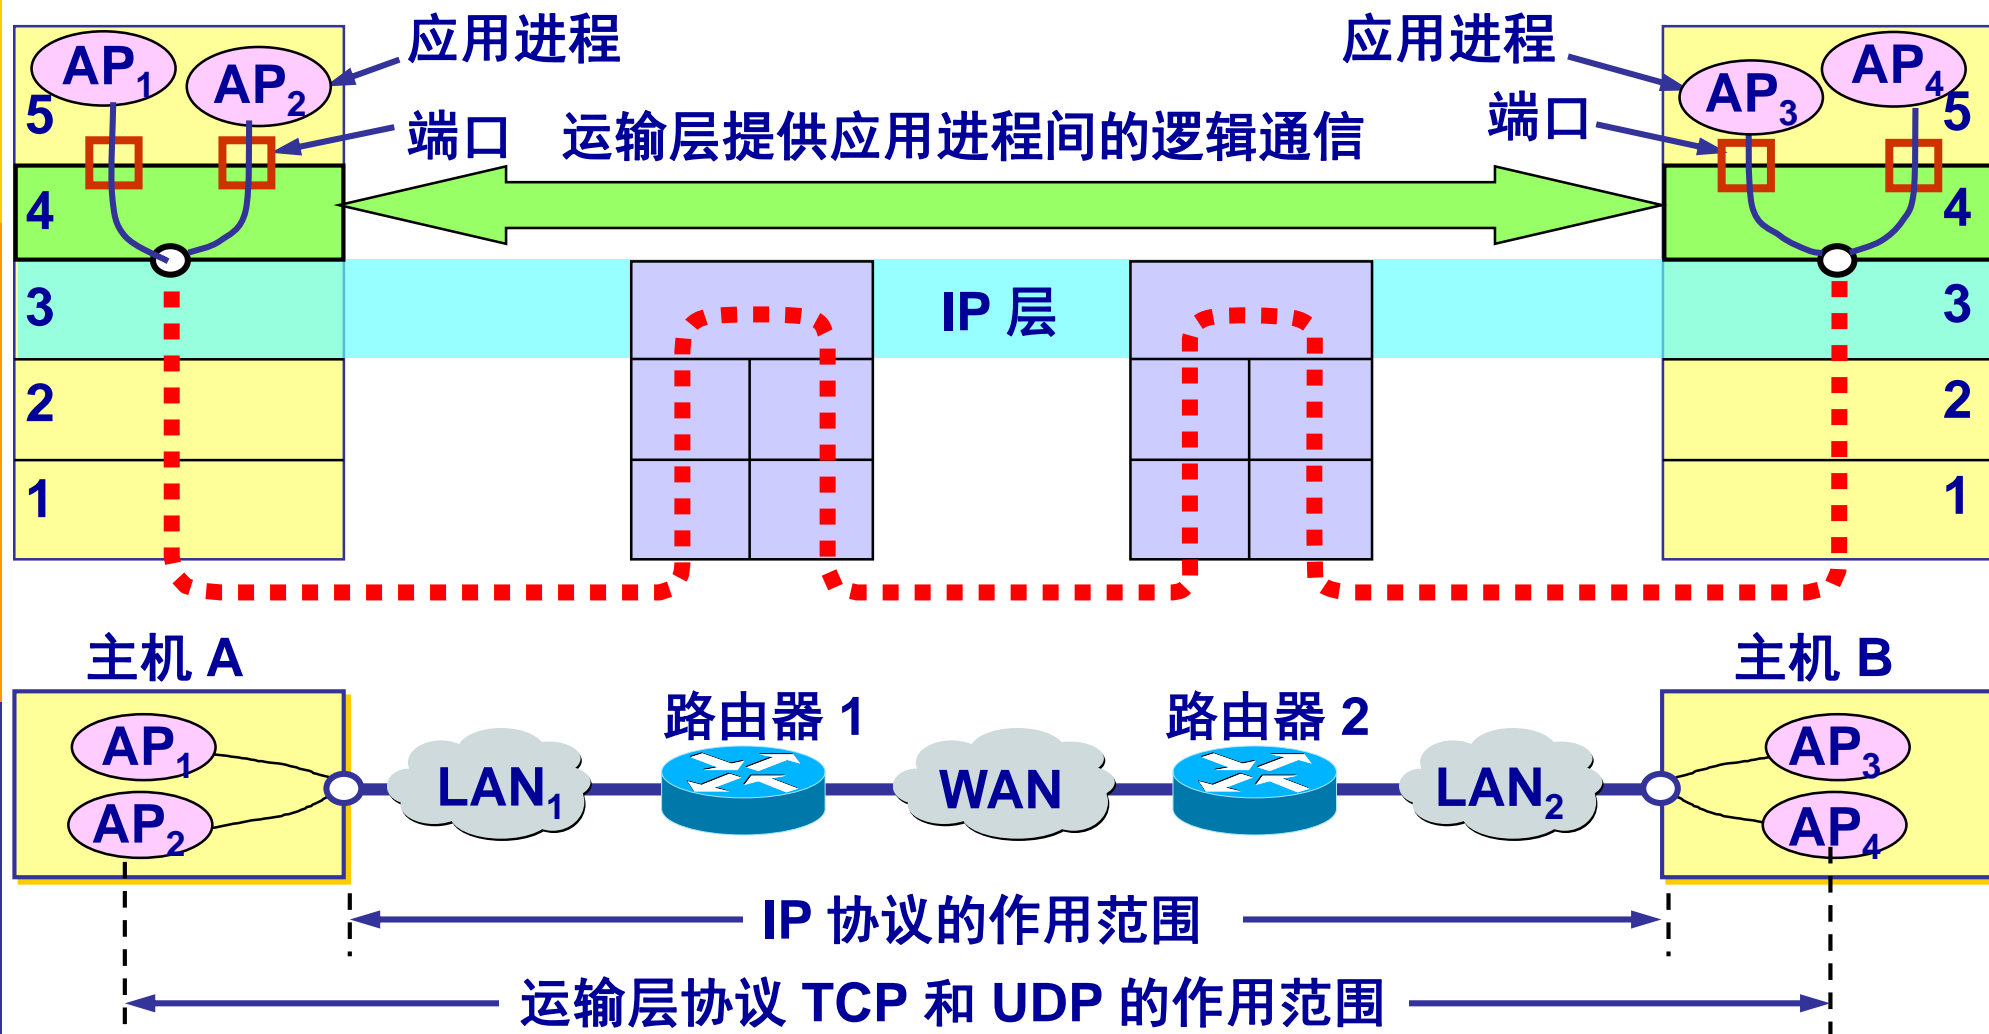 AP1
AP2
应用进程
应用进程
AP3
AP4
5
端口
运输层提供应用进程间的逻辑通信
端口
5
4
4
3
IP 层
3
2
2
1
1
主机 A
主机 B
路由器 1
路由器 2
AP1
AP2
LAN1
WAN
LAN2
AP3
AP4
IP 协议的作用范围
运输层协议 TCP 和 UDP 的作用范围